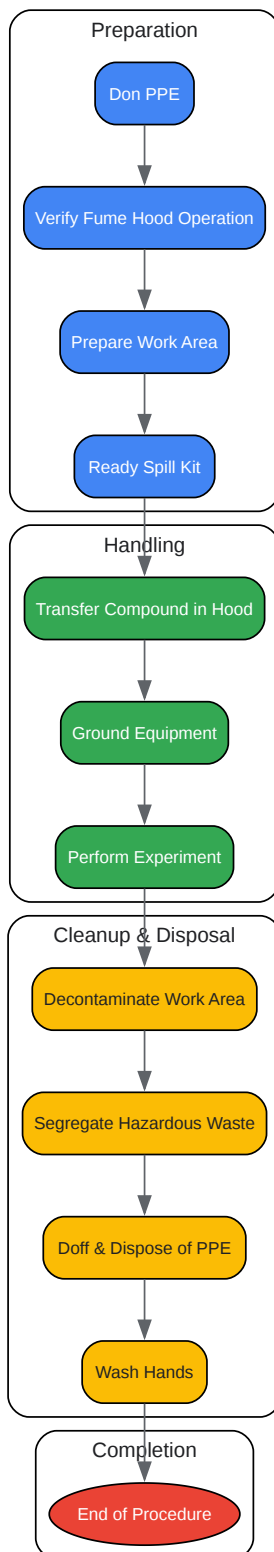 Preparation
Don PPE
Verify Fume Hood Operation
Prepare Work Area
Ready Spill Kit
Handling
Transfer Compound in Hood
Ground Equipment
Perform Experiment
Cleanup & Disposal
Decontaminate Work Area
Segregate Hazardous Waste
Doff & Dispose of PPE
Wash Hands
Completion
End of Procedure